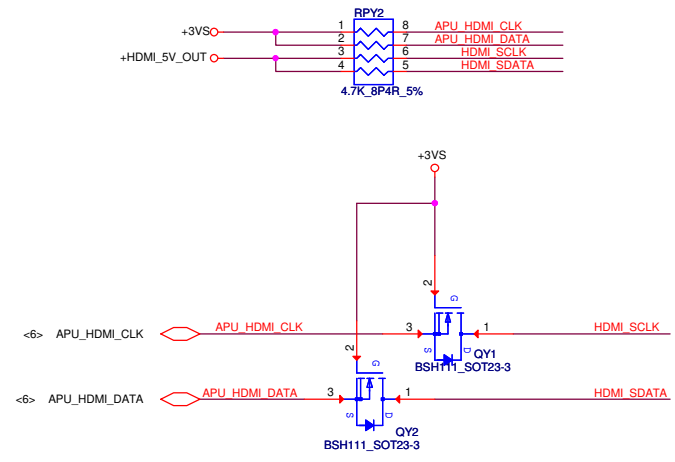 RPY2
+3VS 1 8 APU_HDMI_CLK
2 7 APU_HDMI_DATA
+HDMI_5V_OUT 3 6 HDMI_SCLK
4 5 HDMI_SDATA
4.7K_8P4R_5%
+3VS
2
G
<6> APU_HDMI_CLK APU_HDMI_CLK 3 1 HDMI_SCLK
S D
QY1
BSH111_SOT23-3
2
G
<6> APU_HDMI_DATA APU_HDMI_DATA 3 1 HDMI_SDATA
S D
QY2
BSH111_SOT23-3